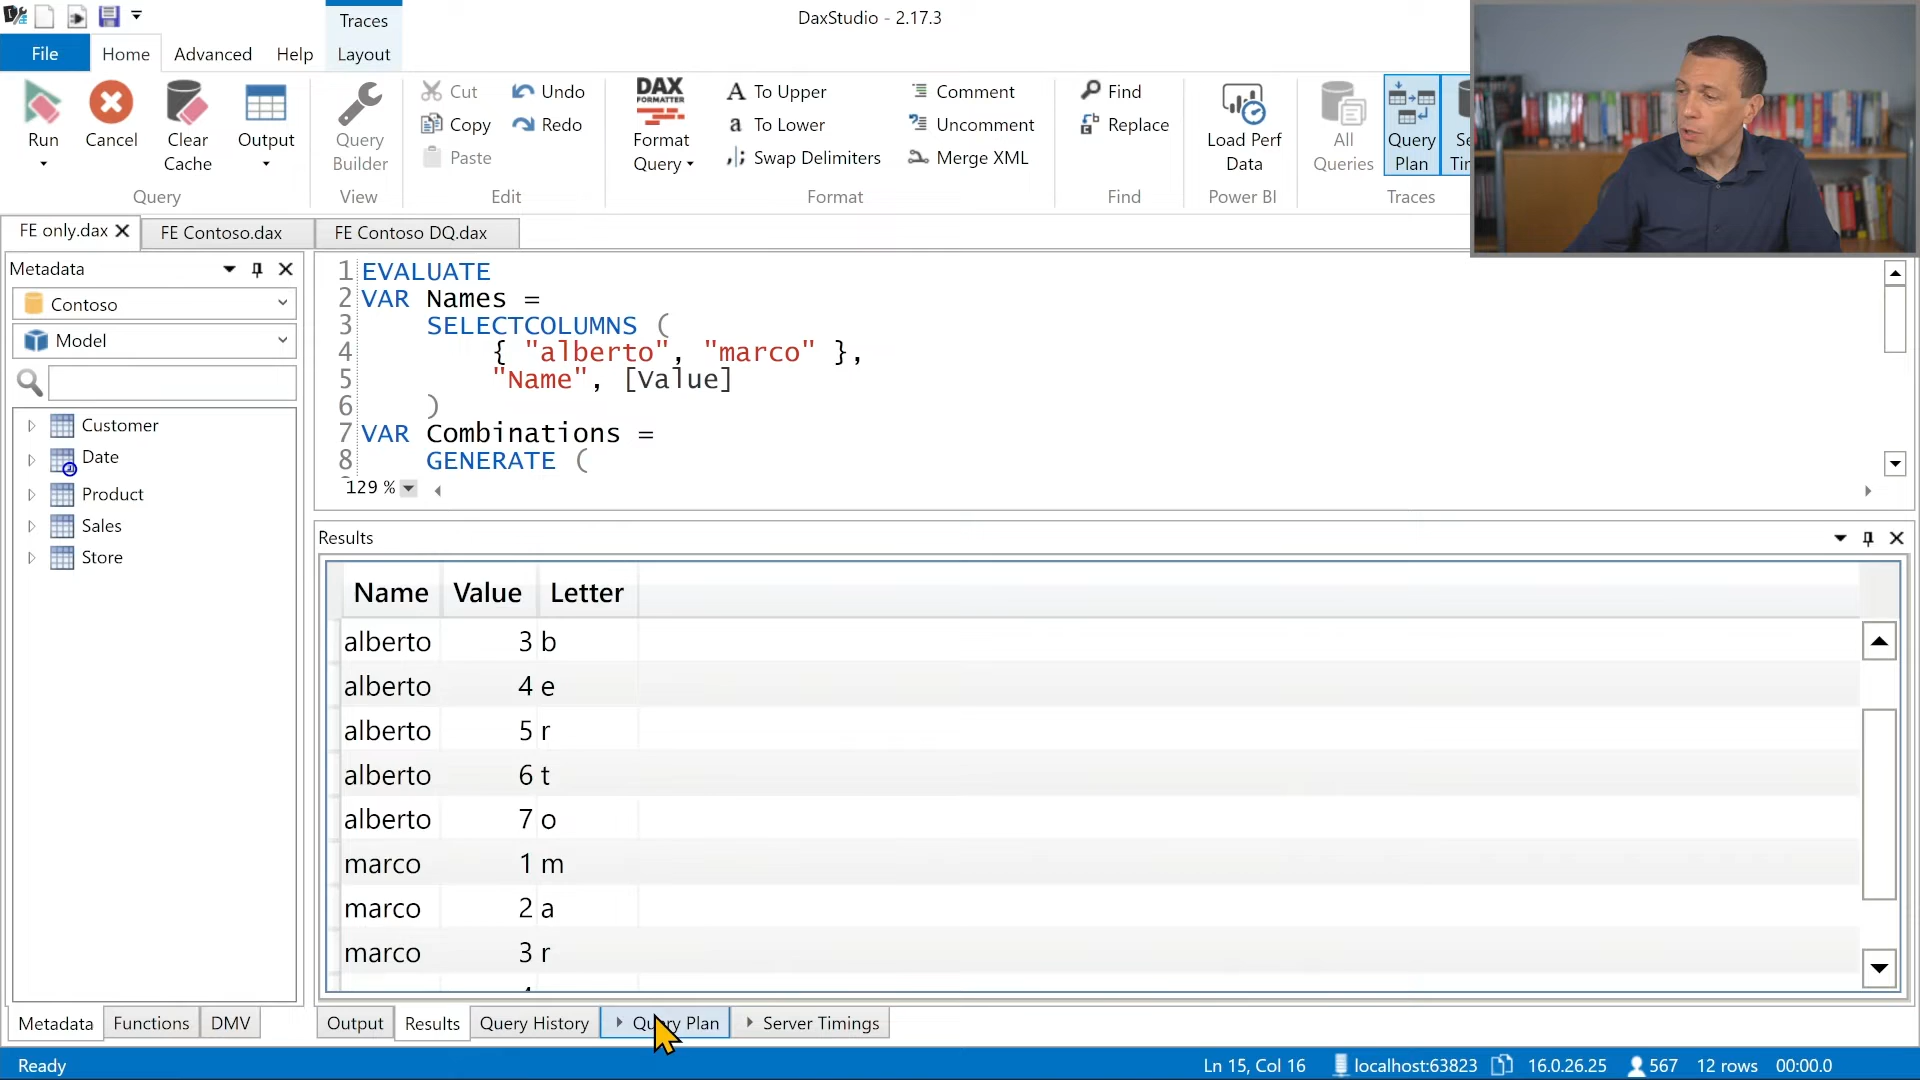 Traces
DaxStudio - 2.17.3
File
Home
Advanced
Help
Layout
Run
Cancel
Clear
Cache
Output
Query
Query
Builder
View
Cut
Copy
Paste
Undo
Redo
Edit
DAX
FORMATTER
Format
Query
To Upper
To Lower
Swap Delimiters
Comment
Uncomment
Merge XML
Format
Find
Replace
Find
Load Perf
Data
Power BI
All
Queries
Query
Plan
Se
Tin
Traces
FE only.dax
FE Contoso.dax
FE Contoso DQ.dax
Metadata
Contoso
Model
Customer
Date
Product
Sales
Store
1 EVALUATE
2 VAR Names =
3 SELECTCOLUMNS (
4 { "alberto", "marco" },
5 "Name", [Value]
6 )
7 VAR Combinations =
8 GENERATE (
129 %
Results
Name Value Letter
alberto 3 b
alberto 4 e
alberto 5 r
alberto 6 t
alberto 7 o
marco 1 m
marco 2 a
marco 3 r
Metadata
Functions
DMV
Output
Results
Query History
Query Plan
Server Timings
Ready
Ln 15, Col 16
localhost:63823
16.0.26.25
567
12 rows
00:00.0